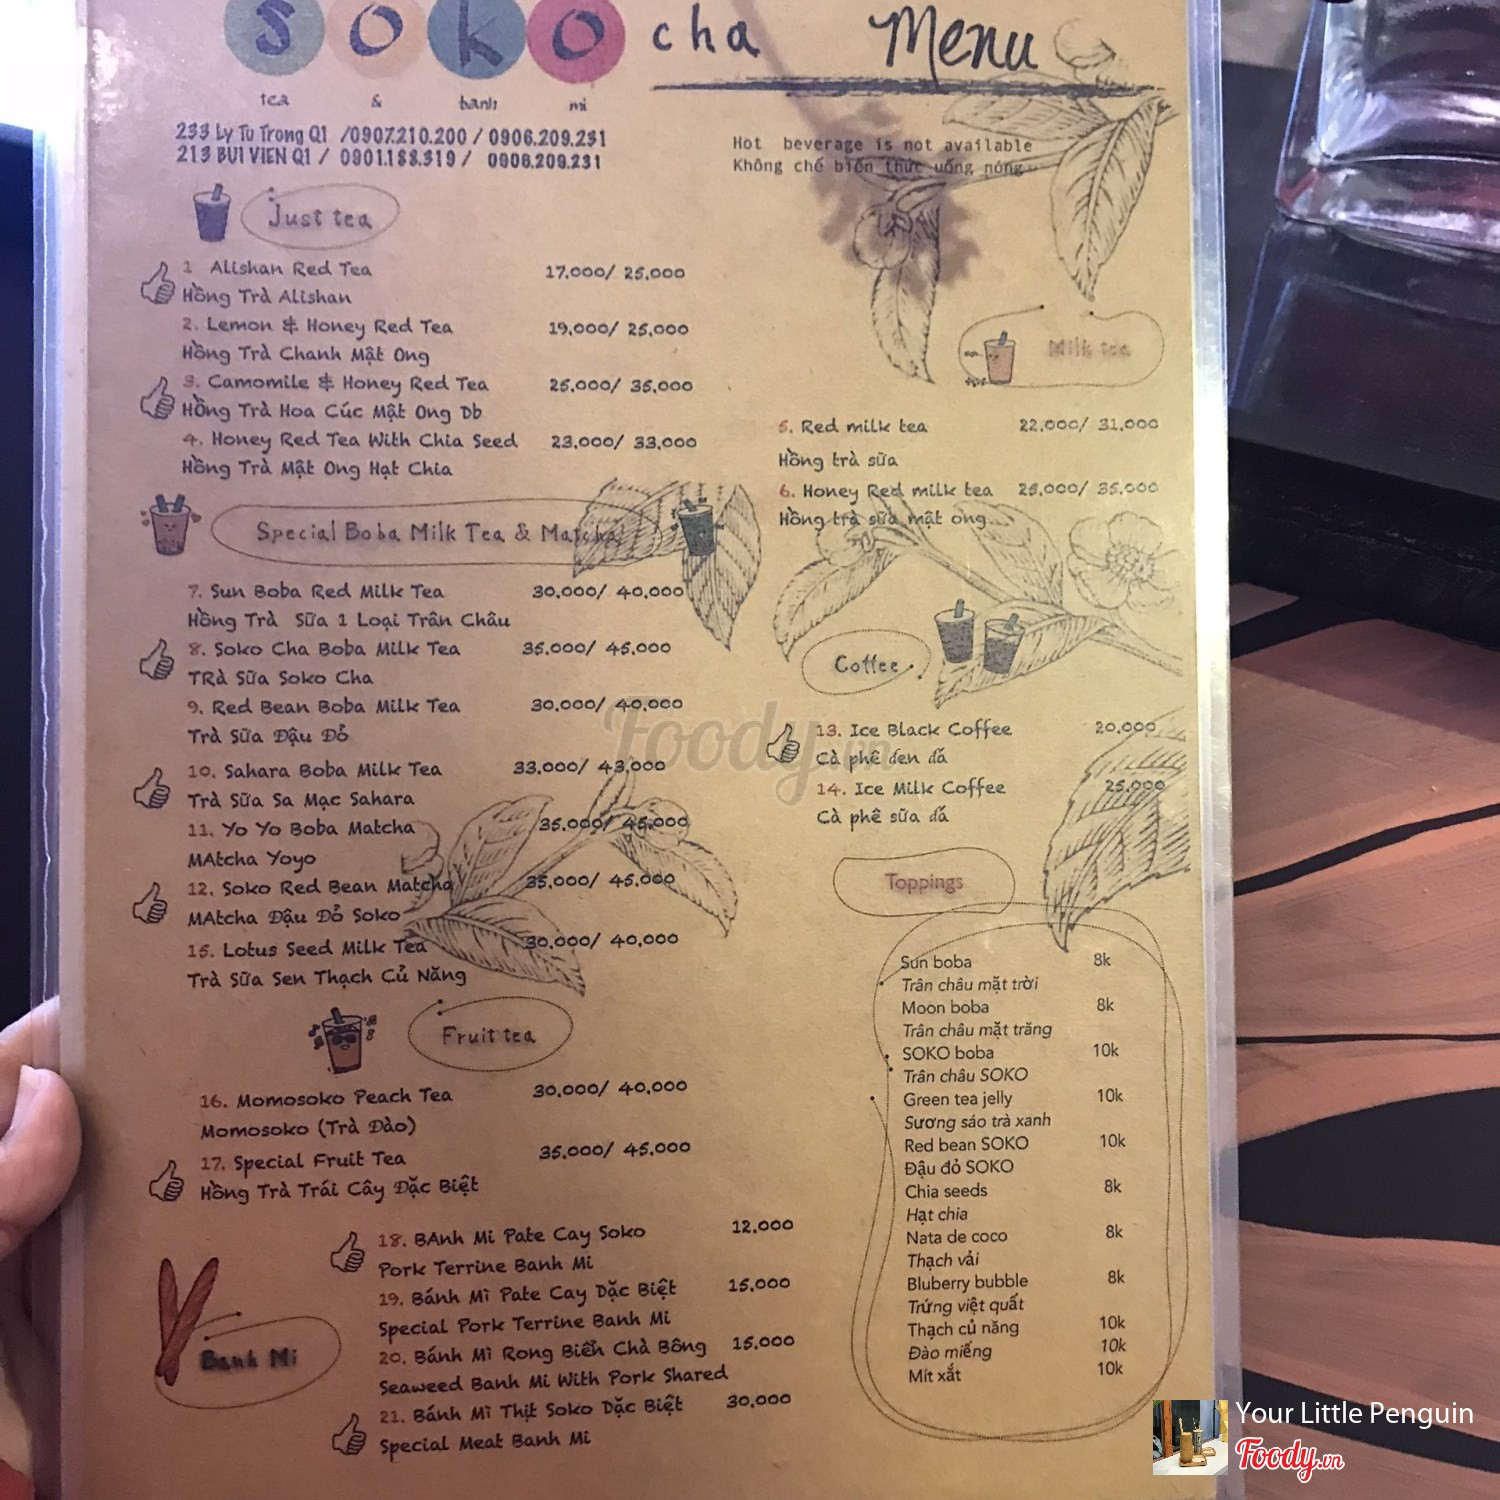 SOKO cha Menu
tea & banh mi
233 Ly Tu Trong Q1 /0907.210.200 / 0906.209.231
213 BUI VIEN Q1 / 0901.188.319 / 0906.209.231
Hot beverage is not available
Không chế biến thức uống nóng
Just tea
1 Alishan Red Tea 17.000/ 25.000
Hồng Trà Alishan
2. Lemon & Honey Red Tea 19.000/ 25.000
Hồng Trà Chanh Mật Ong
3. Camomile & Honey Red Tea 25.000/ 35.000
Hồng Trà Hoa Cúc Mật Ong Db
4. Honey Red Tea With Chia Seed 23.000/ 33.000
Hồng Trà Mật Ong Hạt Chia
Milk tea
5. Red milk tea 22.000/ 31.000
Hồng trà sữa
6. Honey Red milk tea 25.000/ 35.000
Hồng trà sữa mật ong
Special Boba Milk Tea & Matcha
7. Sun Boba Red Milk Tea 30.000/ 40.000
Hồng Trà Sữa 1 Loại Trân Châu
8. Soko Cha Boba Milk Tea 35.000/ 45.000
TRà Sữa Soko Cha
9. Red Bean Boba Milk Tea 30.000/ 40.000
Trà Sữa Đậu Đỏ
10. Sahara Boba Milk Tea 33.000/ 43.000
Trà Sữa Sa Mạc Sahara
11. Yo Yo Boba Matcha 35.000/ 45.000
MAtcha Yoyo
12. Soko Red Bean Matcha 35.000/ 45.000
MAtcha Đậu Đỏ Soko
15. Lotus Seed Milk Tea 30.000/ 40.000
Trà Sữa Sen Thạch Củ Năng
Coffee
13. Ice Black Coffee 20.000
Cà phê đen đá
14. Ice Milk Coffee 25.000
Cà phê sữa đá
Fruit tea
16. Momosoko Peach Tea 30.000/ 40.000
Momosoko (Trà Đào)
17. Special Fruit Tea 35.000/ 45.000
Hồng Trà Trái Cây Đặc Biệt
Banh Mi
18. BAnh Mi Pate Cay Soko 12.000
Pork Terrine Banh Mi
19. Bánh Mì Pate Cay Dặc Biệt 15.000
Special Pork Terrine Banh Mi
20. Bánh Mì Rong Biển Chà Bông 15.000
Seaweed Banh Mi With Pork Shared
21. Bánh Mì Thịt Soko Dặc Biệt 30.000
Special Meat Banh Mi
Toppings
Sun boba 8k
Trân châu mặt trời
Moon boba 8k
Trân châu mặt trăng
SOKO boba 10k
Trân châu SOKO
Green tea jelly 10k
Sương sáo trà xanh
Red bean SOKO 10k
Đậu đỏ SOKO
Chia seeds 8k
Hạt chia
Nata de coco 8k
Thạch vải
Bluberry bubble 8k
Trứng việt quất
Thạch củ năng 10k
Đào miếng 10k
Mít xắt 10k
Foody.vn
Your Little Penguin
Foody.vn